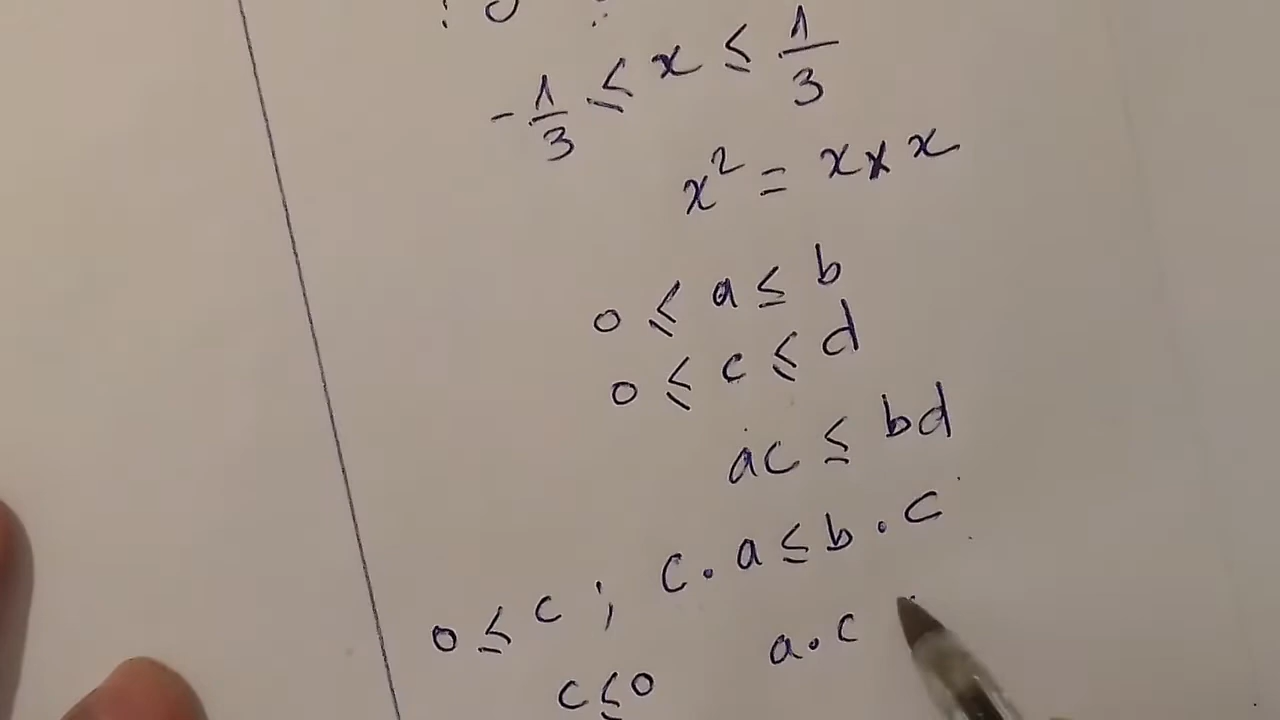 -1/3 ≤ x ≤ 1/3
x² = x × x
0 ≤ a ≤ b
0 ≤ c ≤ d
ac ≤ bd
0 ≤ c ; c · a ≤ b · c
c ≤ 0 a · c